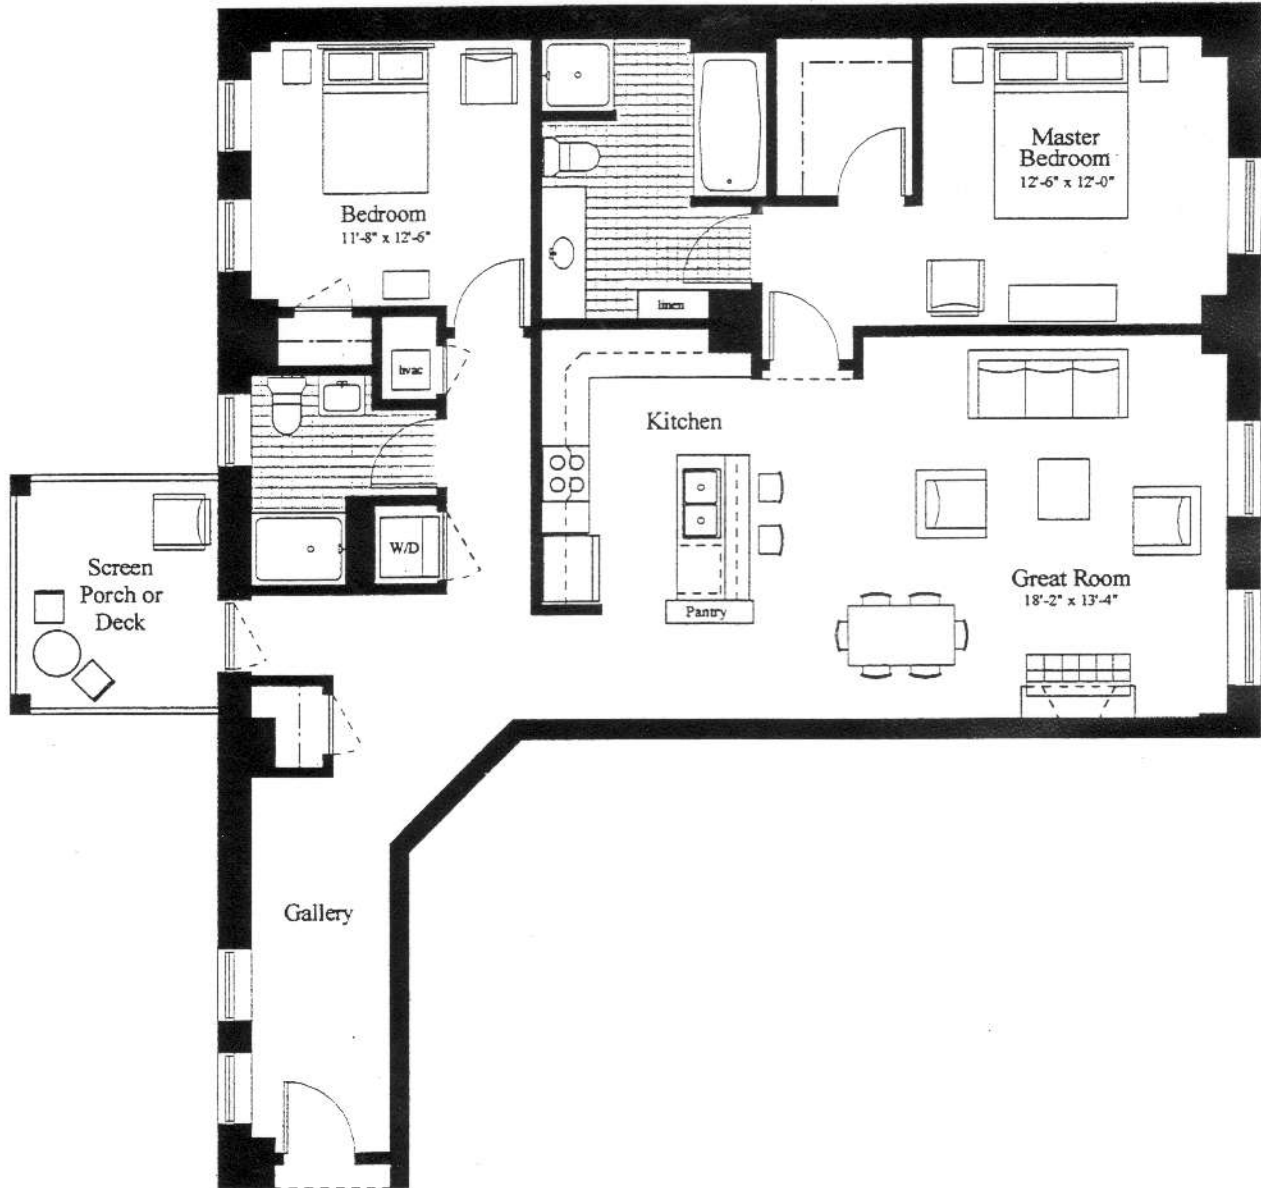 Master
Bedroom
12'-6" x 12'-0"
Bedroom
11'-8" x 12'-6"
linen
hvac
Kitchen
W/D
Screen
Porch or
Deck
Great Room
18'-2" x 13'-4"
Pantry
Gallery